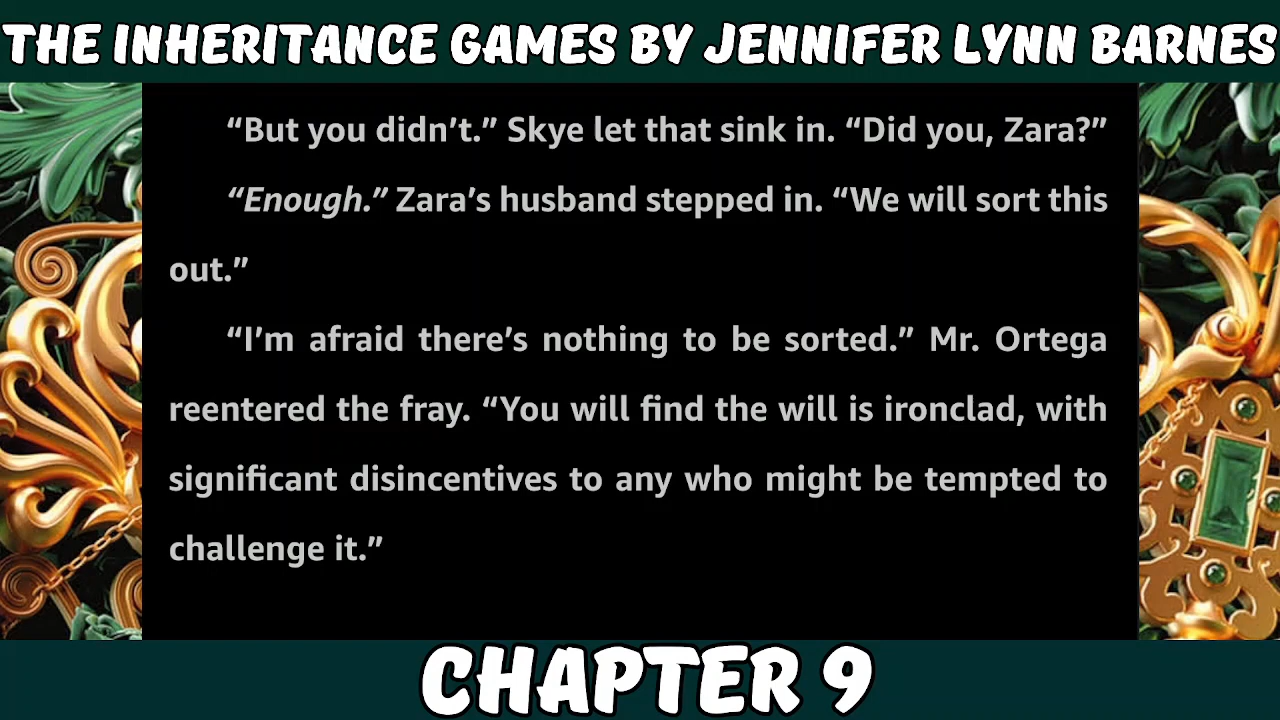 THE INHERITANCE GAMES BY JENNIFER LYNN BARNES
“But you didn’t.” Skye let that sink in. “Did you, Zara?”
“Enough.” Zara’s husband stepped in. “We will sort this
out.”
“I’m afraid there’s nothing to be sorted.” Mr. Ortega
reentered the fray. “You will find the will is ironclad, with
significant disincentives to any who might be tempted to
challenge it.”
CHAPTER 9